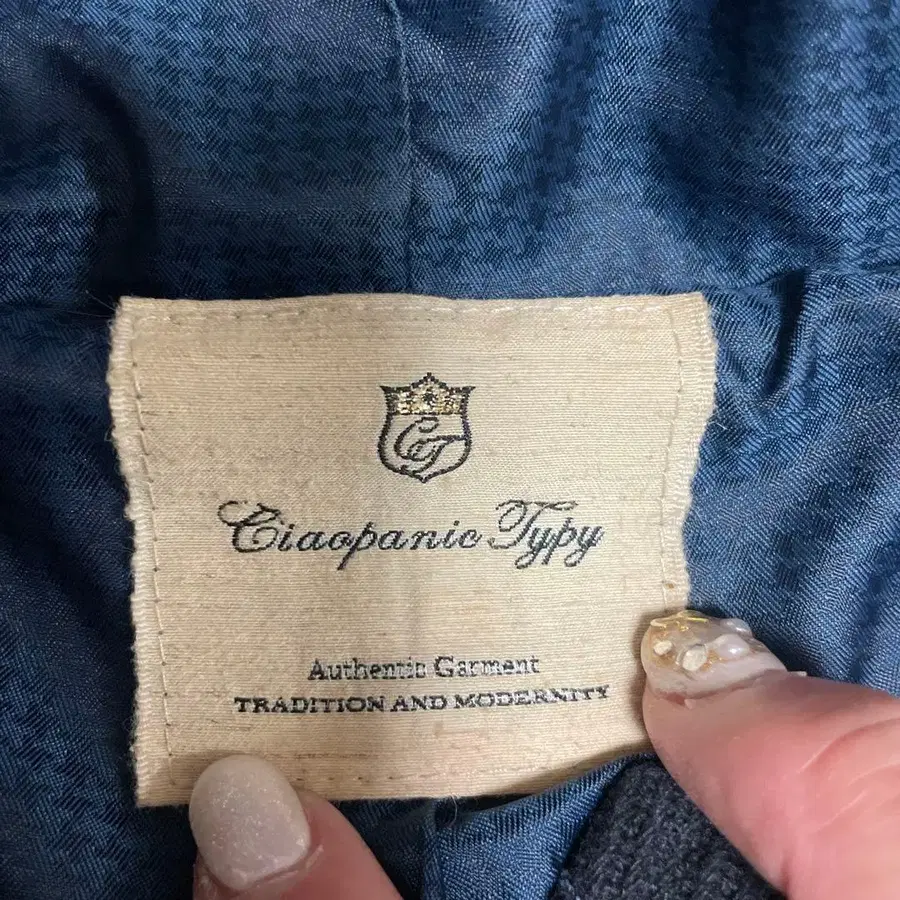 CT
Ciaopanic Typy
Authentic Garment
TRADITION AND MODERNITY